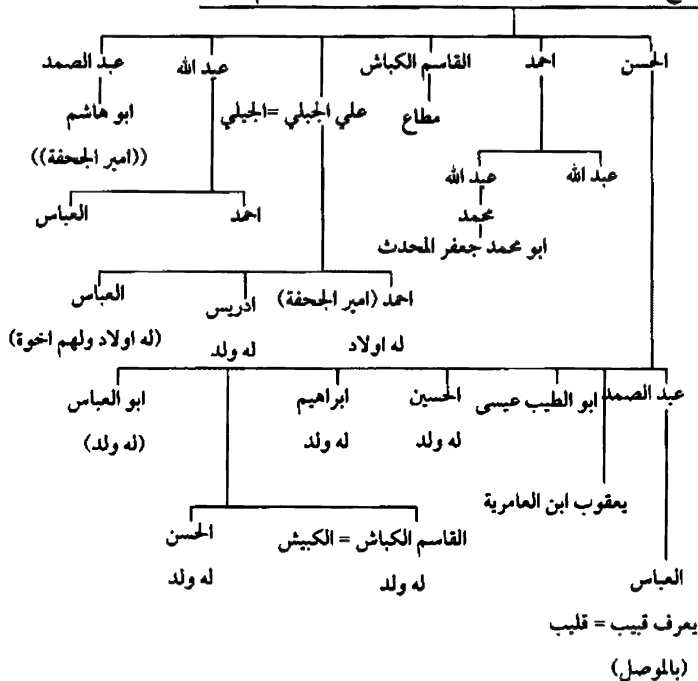 الحسن احمد القاسم الكباش عبد الله عبد الصمد
علي الجبلي =الجيلي مطاع ابو هاشم
((امير الجحفة))
عبد الله عبد الله
محمد احمد العباس
ابو محمد جعفر المحدث
احمد (امير الجحفة) ادريس العباس
له اولاد له ولد (له اولاد ولهم اخوة)
عبد الصمد ابو الطيب عيسى الحسين ابراهيم ابو العباس
له ولد له ولد (له ولد)
يعقوب ابن العامرية
القاسم الكباش = الكبيش الحسن
العباس له ولد له ولد
يعرف قبيب = قليب
(بالموصل)